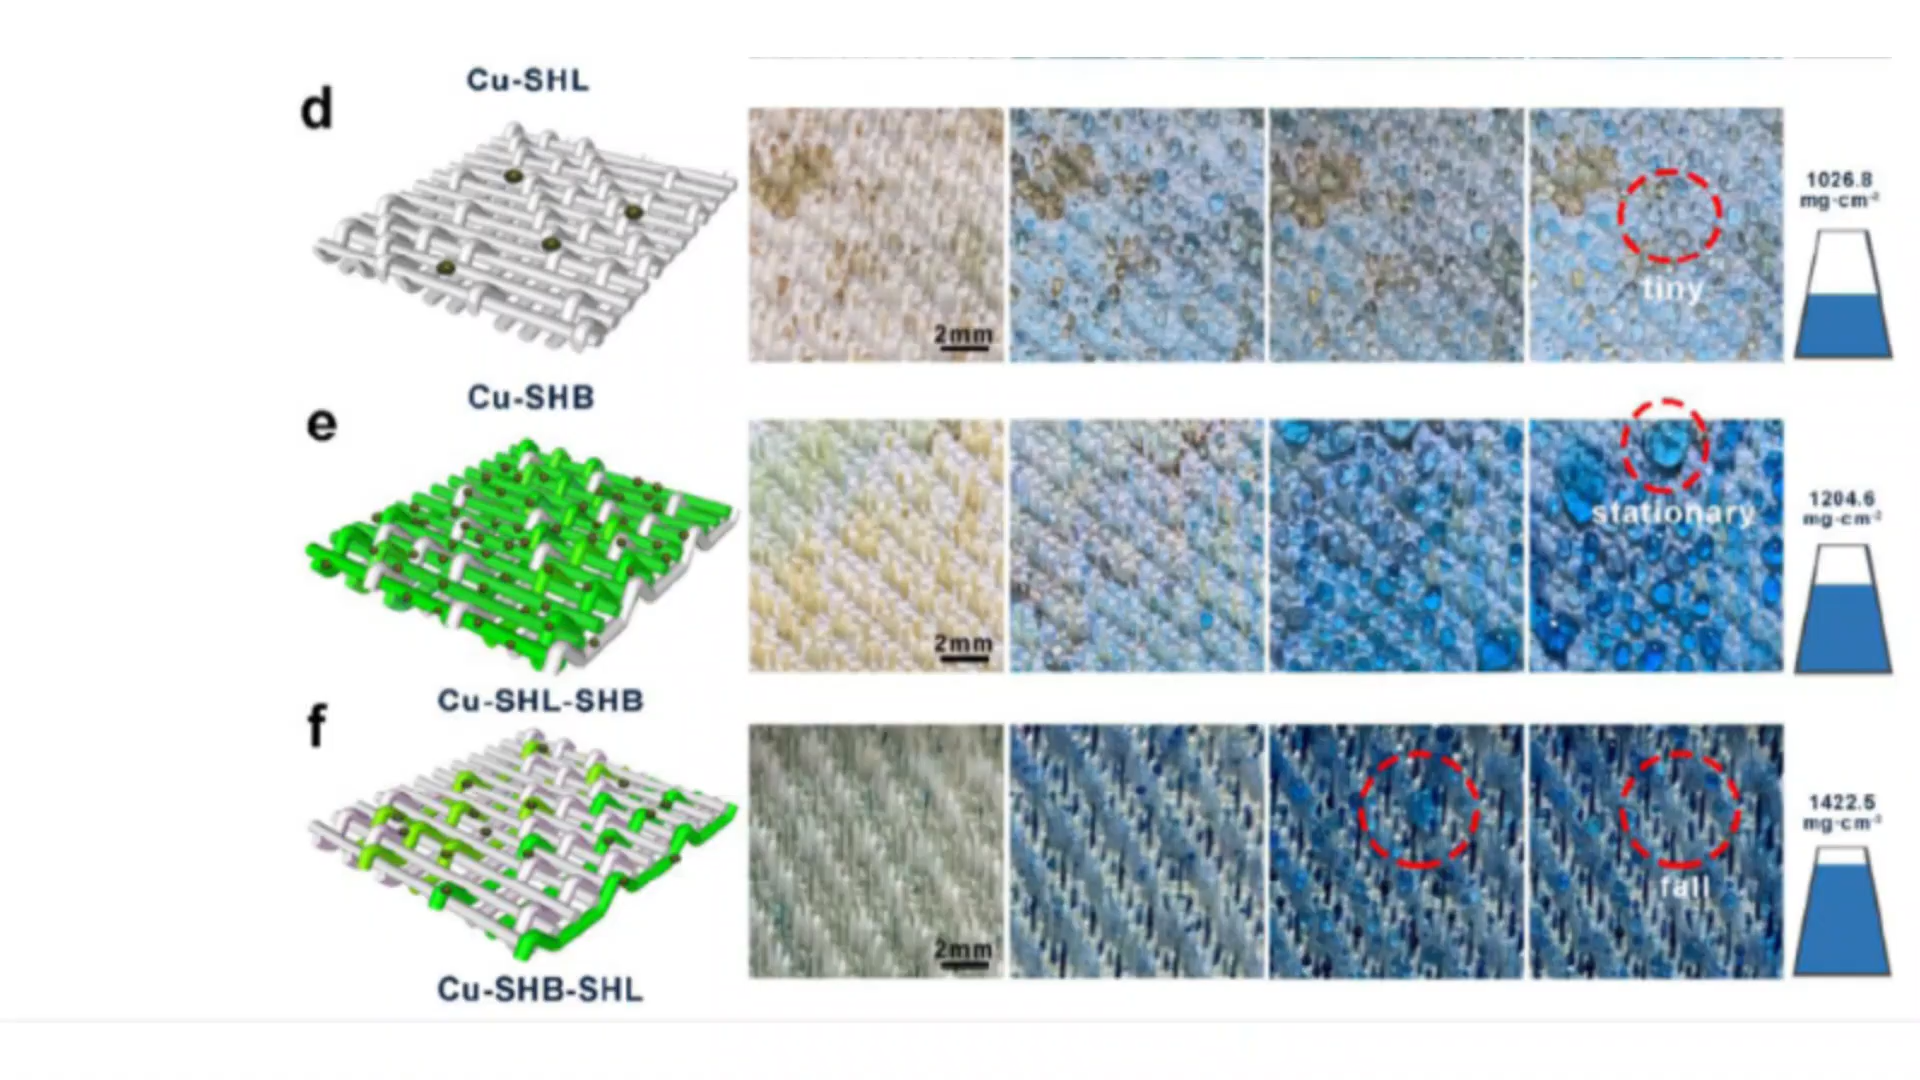 Cu-SHL
d
1026.8
mg·cm⁻²
tiny
2mm
Cu-SHB
e
1204.6
mg·cm⁻²
stationary
2mm
Cu-SHL-SHB
f
1422.5
mg·cm⁻²
fall
2mm
Cu-SHB-SHL